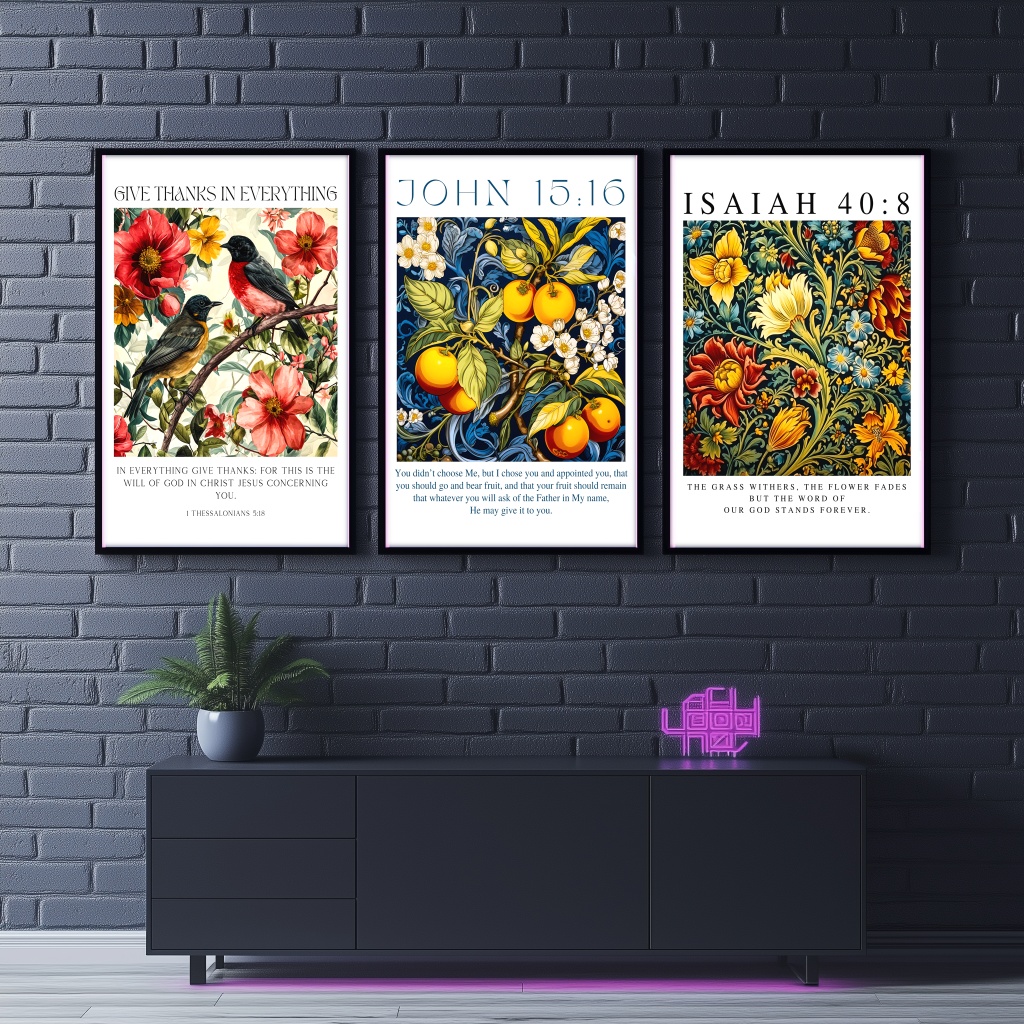 GIVE THANKS IN EVERYTHING
IN EVERYTHING GIVE THANKS: FOR THIS IS THE
WILL OF GOD IN CHRIST JESUS CONCERNING
YOU.
1 THESSALONIANS 5:18
JOHN 15:16
You didn't choose Me, but I chose you and appointed you, that
you should go and bear fruit, and that your fruit should remain
that whatever you will ask of the Father in My name,
He may give it to you.
ISAIAH 40:8
THE GRASS WITHERS, THE FLOWER FADES
BUT THE WORD OF
OUR GOD STANDS FOREVER.